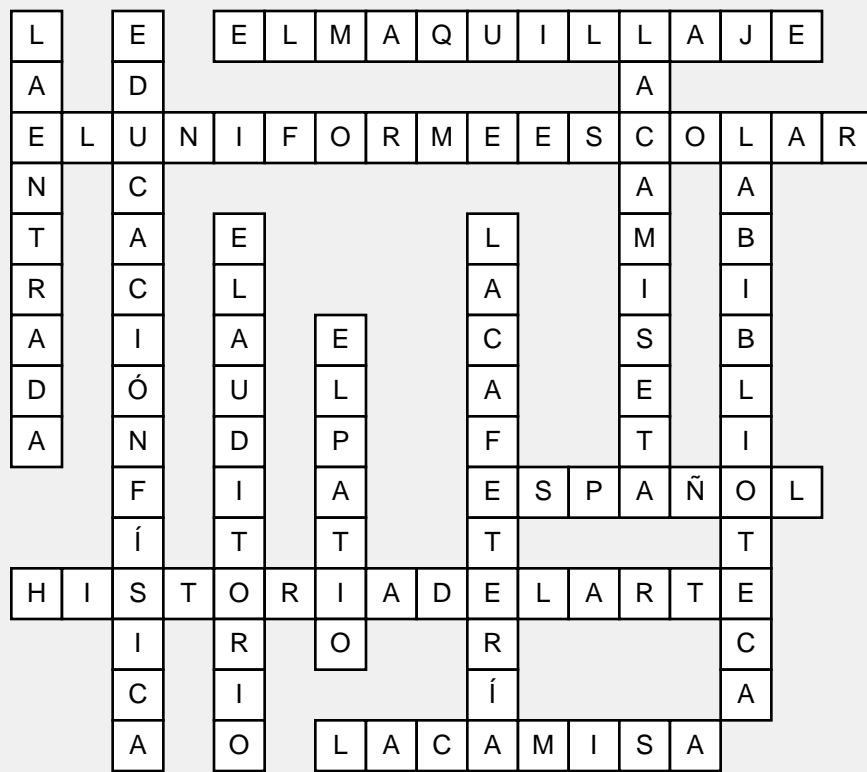 LAENTRADA
EDUCACIÓNFÍSICA
ELMAQUILLAJE
LACAMISETA
ELUNIFORMEESCOLAR
LABIBLIOTECA
ELAUDITORIO
LACAFETERÍA
ELPATIO
ESPAÑOL
HISTORIADELARTE
LACAMISA